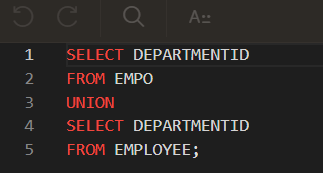 A
1 SELECT DEPARTMENTID
2 FROM EMPO
3 UNION
4 SELECT DEPARTMENTID
5 FROM EMPLOYEE;